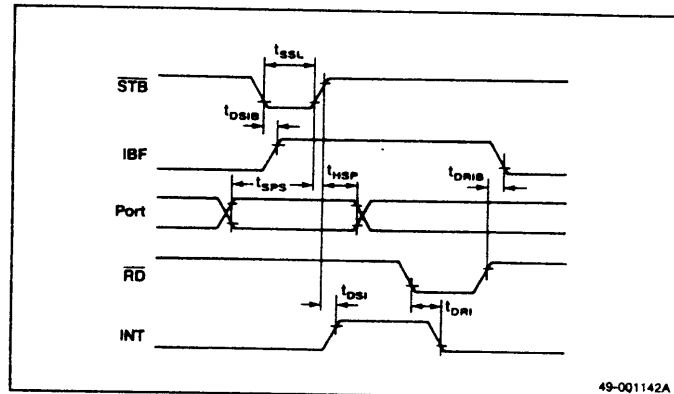 tSSL
STB
tDSIB
IBF
tSPS
tHSP
tDRIB
Port
RD
tDSI
tDRI
INT
49-001142A